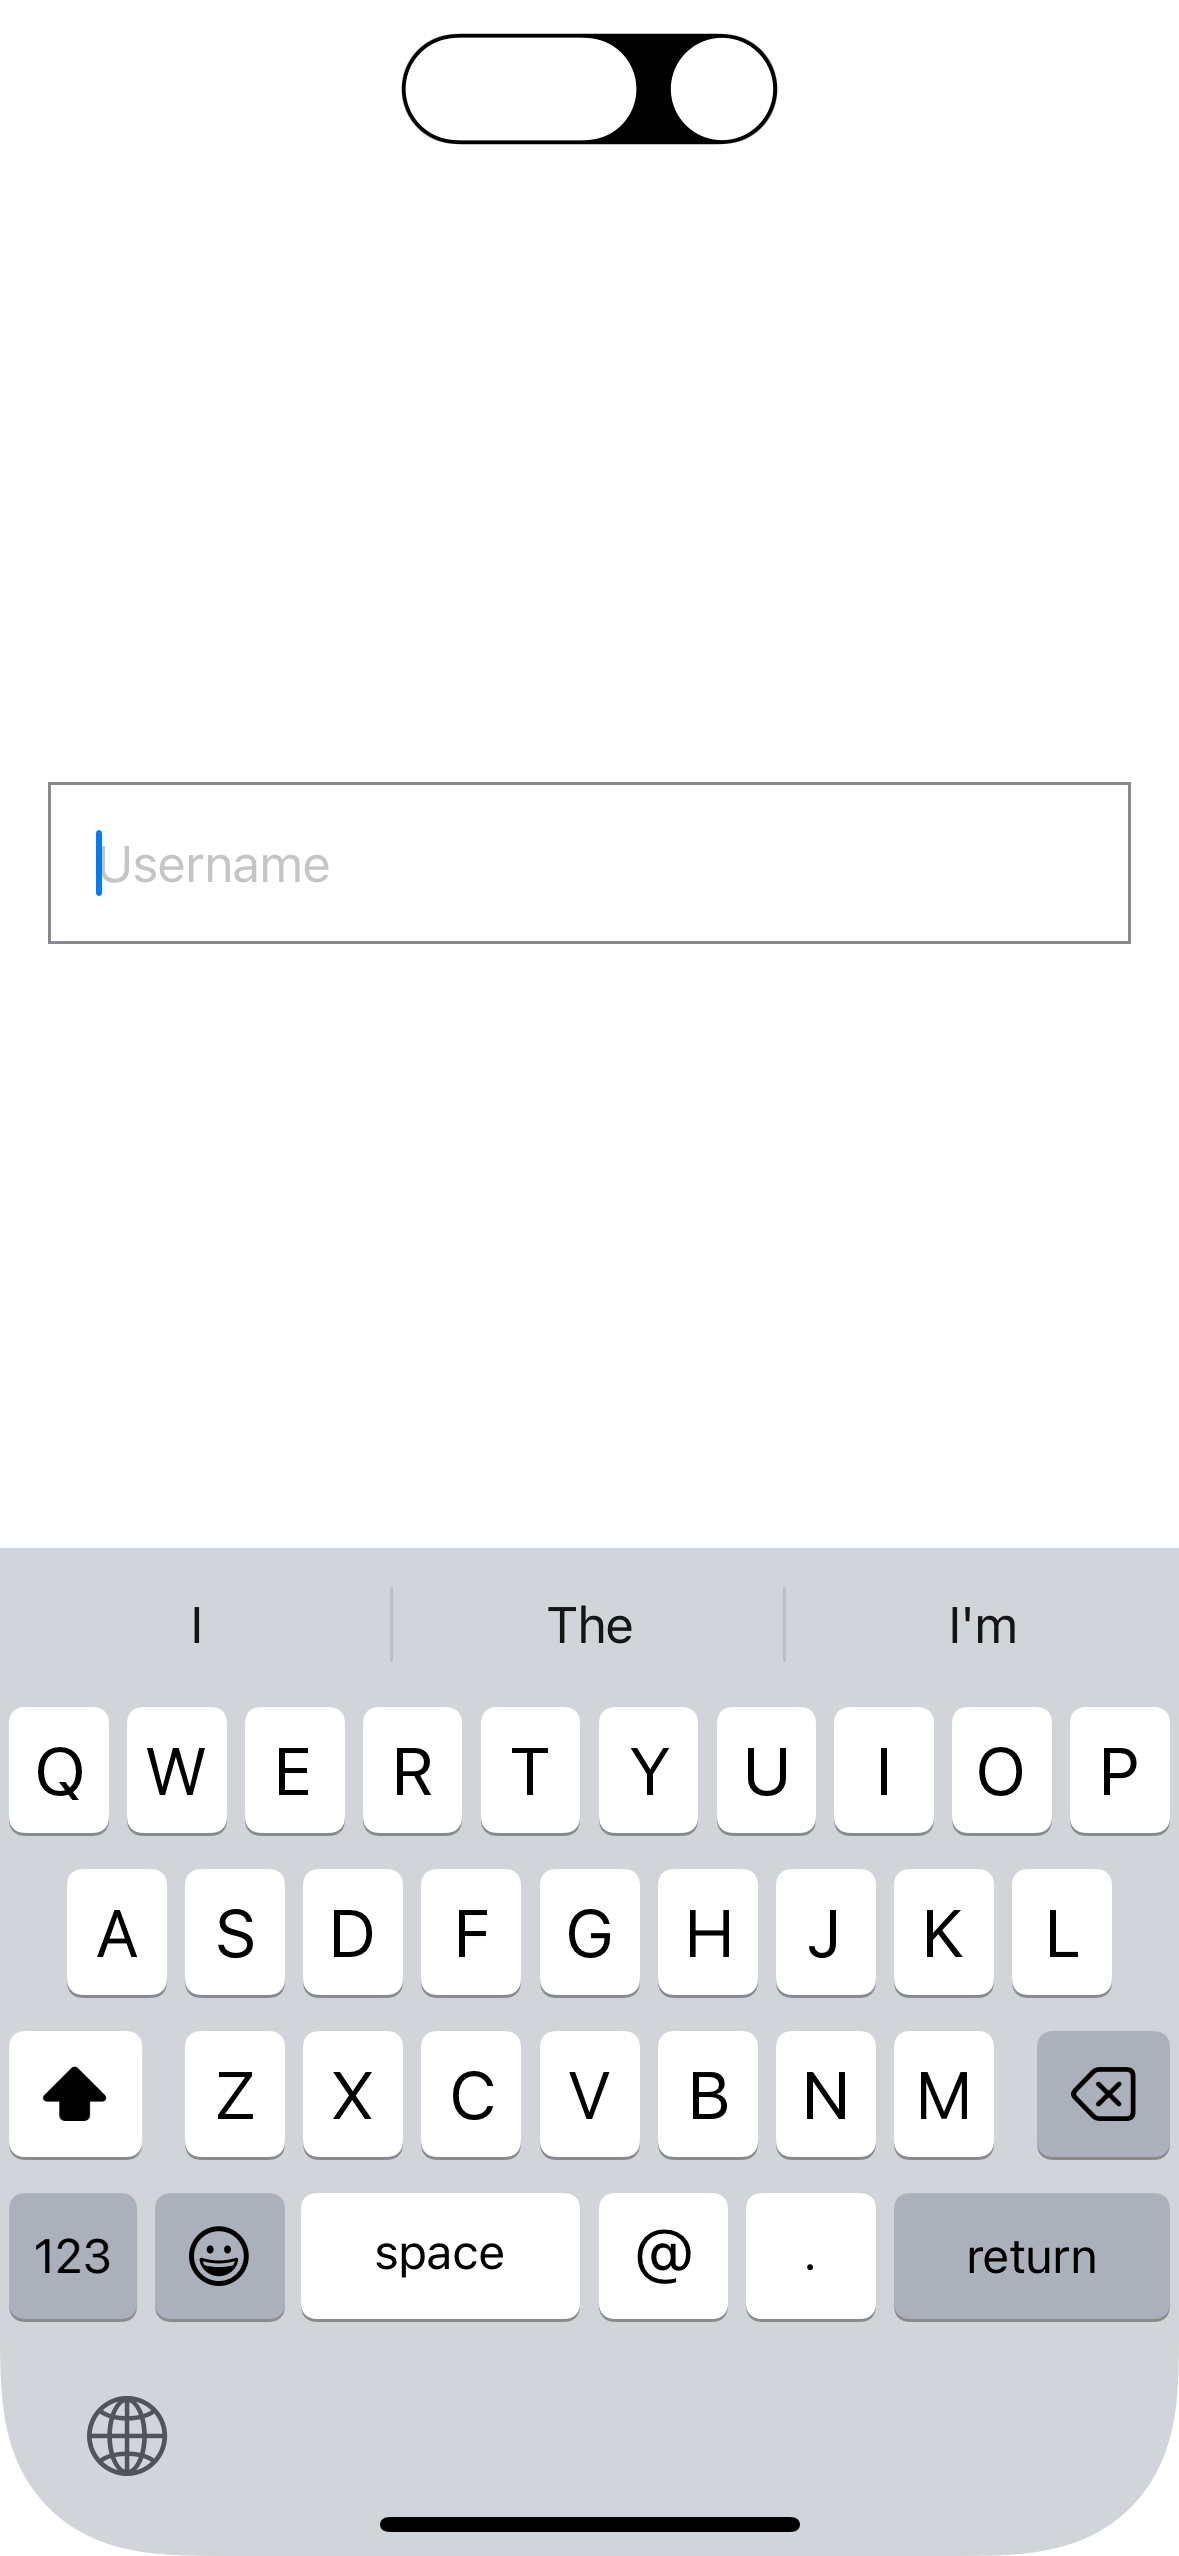 Username
I The I'm
Q W E R T Y U I O P
A S D F G H J K L
Z X C V B N M
123 space @ . return